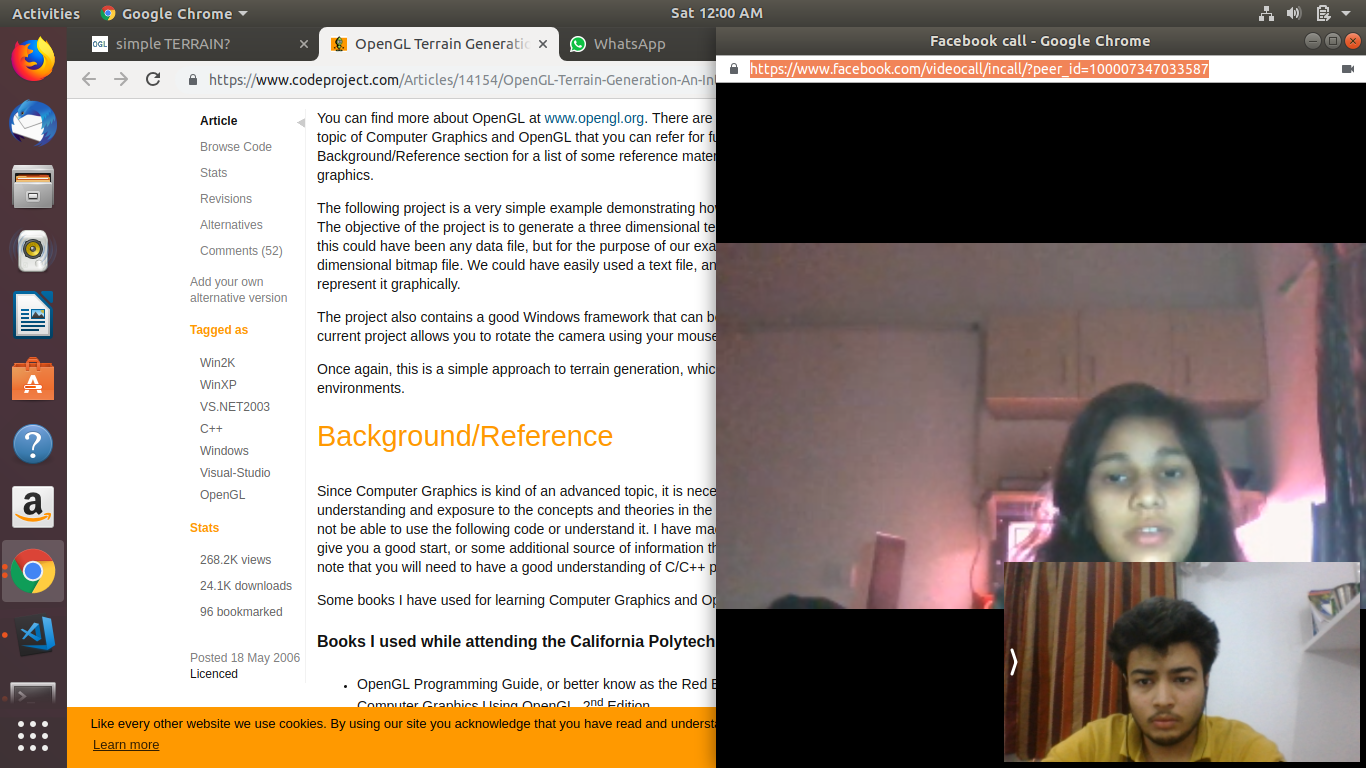 Activities
Google Chrome
Sat 12:00 AM
OGL
simple TERRAIN?
OpenGL Terrain Generatio
WhatsApp
https://www.codeproject.com/Articles/14154/OpenGL-Terrain-Generation-An-In
Facebook call - Google Chrome
https://www.facebook.com/videocall/incall/?peer_id=100007347033587
Article
Browse Code
Stats
Revisions
Alternatives
Comments (52)
Add your own
alternative version
Tagged as
Win2K
WinXP
VS.NET2003
C++
Windows
Visual-Studio
OpenGL
Stats
268.2K views
24.1K downloads
96 bookmarked
Posted 18 May 2006
Licenced
You can find more about OpenGL at www.opengl.org. There are
topic of Computer Graphics and OpenGL that you can refer for fu
Background/Reference section for a list of some reference mater
graphics.
The following project is a very simple example demonstrating how
The objective of the project is to generate a three dimensional te
this could have been any data file, but for the purpose of our exa
dimensional bitmap file. We could have easily used a text file, an
represent it graphically.
The project also contains a good Windows framework that can be
current project allows you to rotate the camera using your mouse
Once again, this is a simple approach to terrain generation, whic
environments.
Background/Reference
Since Computer Graphics is kind of an advanced topic, it is nece
understanding and exposure to the concepts and theories in the
not be able to use the following code or understand it. I have ma
give you a good start, or some additional source of information th
note that you will need to have a good understanding of C/C++ p
Some books I have used for learning Computer Graphics and Op
Books I used while attending the California Polytech
OpenGL Programming Guide, or better know as the Red B
Computer Graphics Using OpenGL, 2nd Edition
Like every other website we use cookies. By using our site you acknowledge that you have read and understa
Learn more